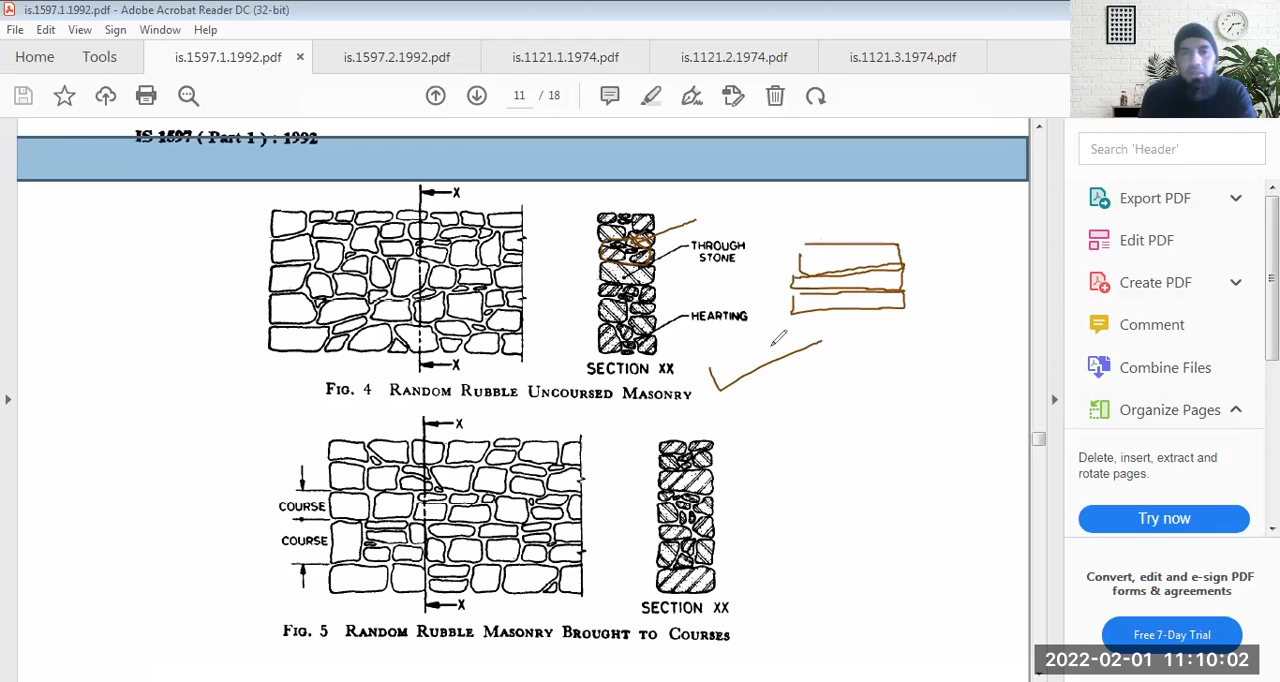 is.1597.1.1992.pdf - Adobe Acrobat Reader DC (32-bit)
File Edit View Window Sign Help
Home Tools is.1597.1.1992.pdf × is.1597.2.1992.pdf is.1121.1.1974.pdf is.1121.2.1974.pdf is.1121.3.1974.pdf
11 / 18
IS 1597 ( Part 1 ) : 1992
X
THROUGH
STONE
HEARTING
X
SECTION XX
FIG. 4 RANDOM RUBBLE UNCOURSED MASONRY
X
COURSE
COURSE
X
SECTION XX
FIG. 5 RANDOM RUBBLE MASONRY BROUGHT TO COURSES
Search 'Header'
Export PDF
Edit PDF
Create PDF
Comment
Combine Files
Organize Pages
Delete, insert, extract and
rotate pages.
Try now
Convert, edit and e-sign PDF
forms & agreements
Free 7-Day Trial
2022-02-01 11:10:02